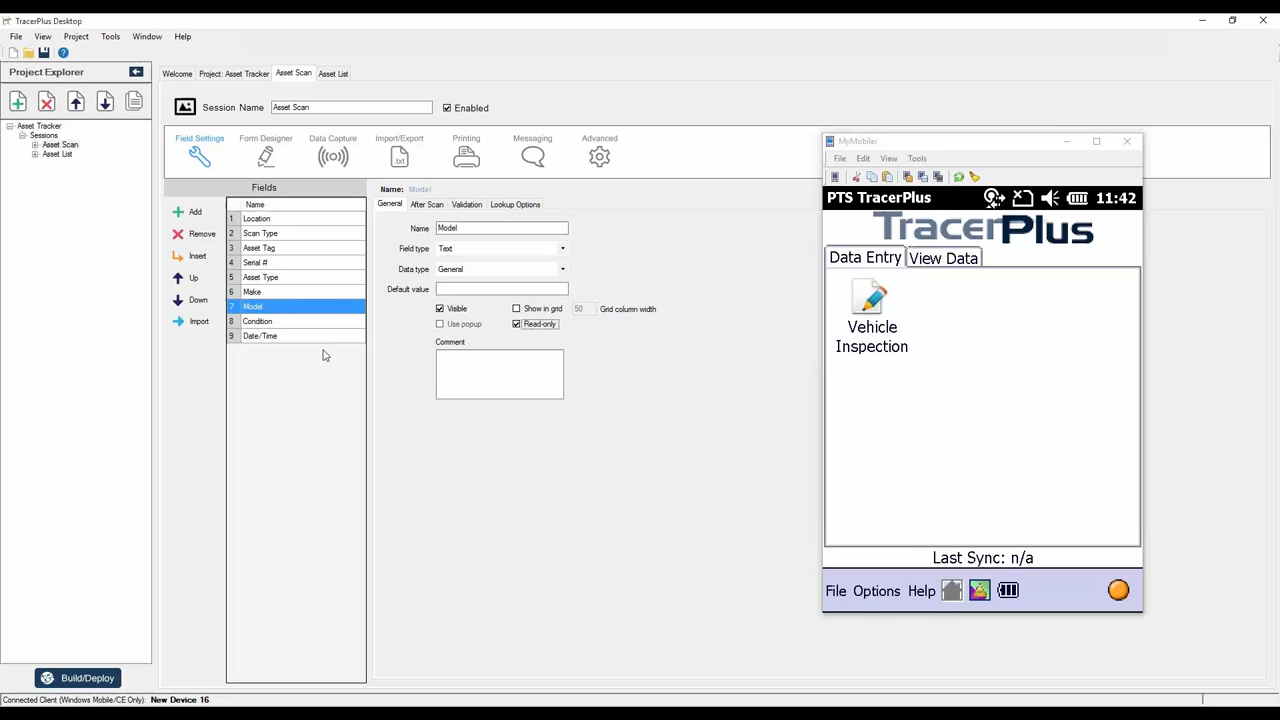 TracerPlus Desktop
File View Project Tools Window Help
Project Explorer
Asset Tracker
Sessions
Asset Scan
Asset List
Build/Deploy
Welcome Project: Asset Tracker Asset Scan Asset List
Session Name Asset Scan Enabled
Field Settings Form Designer Data Capture Import/Export Printing Messaging Advanced
.txt
Fields
Add
Remove
Insert
Up
Down
Import
Name
1 Location
2 Scan Type
3 Asset Tag
4 Serial #
5 Asset Type
6 Make
7 Model
8 Condition
9 Date/Time
Name: Model
General After Scan Validation Lookup Options
Name Model
Field type Text
Data type General
Default value
Visible Show in grid 50 Grid column width
Use popup Read-only
Comment
MyMobiler
File Edit View Tools
PTS TracerPlus 11:42
TracerPlus
Data Entry View Data
Vehicle
Inspection
Last Sync: n/a
File Options Help
Connected Client (Windows Mobile/CE Only): New Device 16